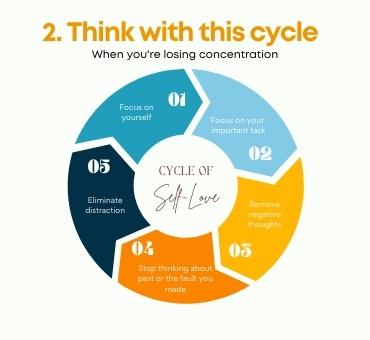 2. Think with this cycle
When you're losing concentration
01
Focus on
yourself
Focus on your
important task
02
Remove
negative
thoughts
03
04
Stop thinking about
past or the fault you
made
05
Eliminate
distraction
CYCLE OF
Self-Love